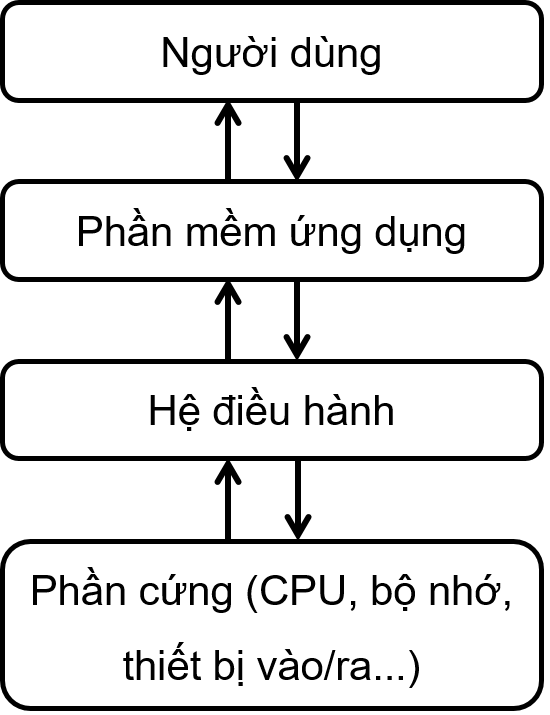 Người dùng
Phần mềm ứng dụng
Hệ điều hành
Phần cứng (CPU, bộ nhớ,
thiết bị vào/ra...)